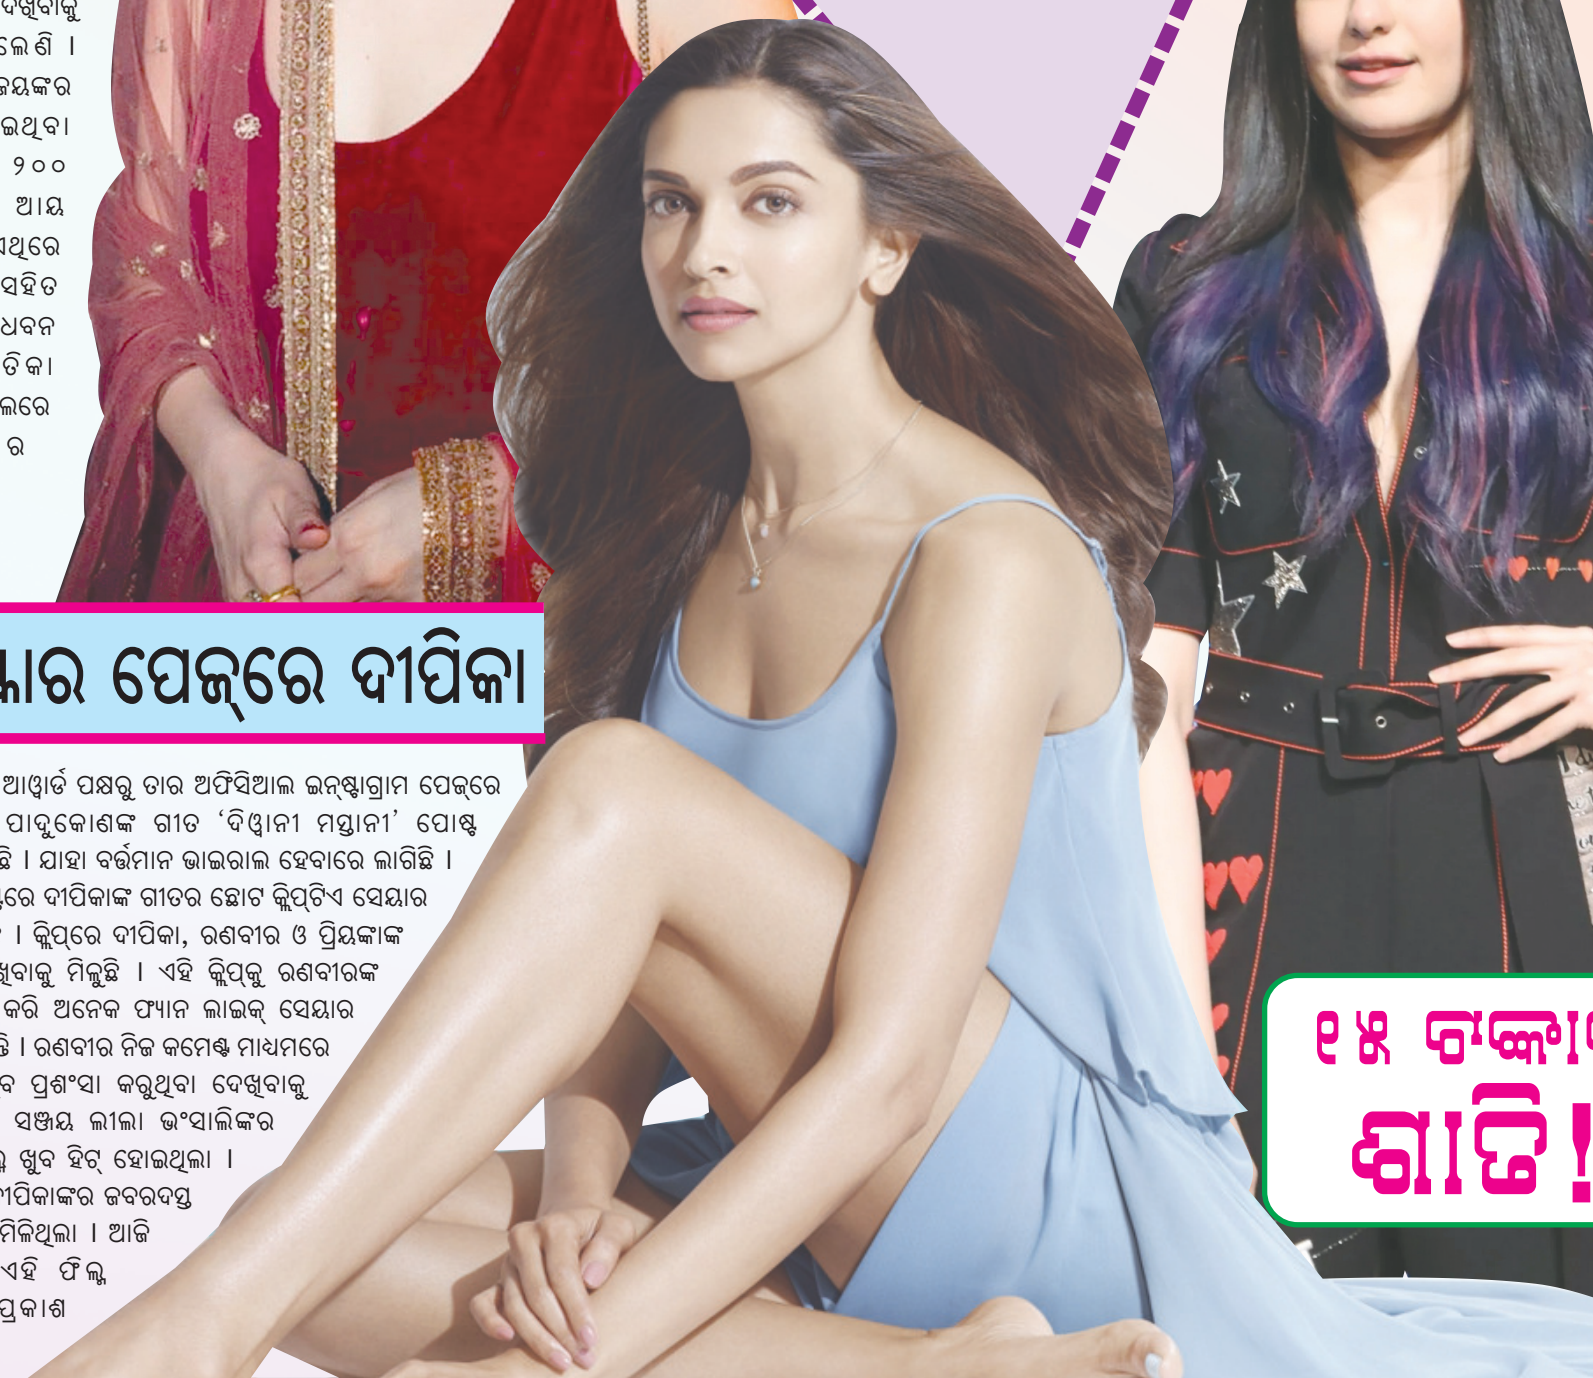 ଦେଖିବାକୁ
ଲେଣି ।
ଜୟଙ୍କର
ଇଥିବା
୨୦୦
ଆୟ
ଏଥିରେ
ସହିତ
ଧବନ
ତିକା
ଲରେ
ର
ପେଜ୍‌ରେ ଦୀପିକା
ଆୱାର୍ଡ ପକ୍ଷରୁ ତାର ଅଫିସିଆଲ ଇନ୍‌ଷ୍ଟାଗ୍ରାମ ପେଜ୍‌ରେ
ପାଦୁକୋଣଙ୍କ ଗୀତ ‘ଦିୱାନୀ ମସ୍ତାନୀ’ ପୋଷ୍ଟ
ଛି । ଯାହା ବର୍ତ୍ତମାନ ଭାଇରାଲ ହେବାରେ ଲାଗିଛି ।
ରେ ଦୀପିକାଙ୍କ ଗୀତର ଛୋଟ କ୍ଲିପ୍‌ଟିଏ ସେୟାର
। କ୍ଲିପ୍‌ରେ ଦୀପିକା, ରଣବୀର ଓ ପ୍ରିୟଙ୍କାଙ୍କ
ଖିବାକୁ ମିଳୁଛି । ଏହି କ୍ଲିପ୍‌କୁ ରଣବୀରଙ୍କ
କରି ଅନେକ ଫ୍ୟାନ ଲାଇକ୍ ସେୟାର
ନ୍ତି । ରଣବୀର ନିଜ କମେଣ୍ଟ ମାଧ୍ୟମରେ
ବ ପ୍ରଶଂସା କରୁଥିବା ଦେଖିବାକୁ
ସଞ୍ଜୟ ଲୀଲା ଭଂସାଲିଙ୍କର
ଖୁବ ହିଟ୍ ହୋଇଥିଲା ।
ଦୀପିକାଙ୍କର ଜବରଦସ୍ତ
ମିଳିଥିଲା । ଆଜି
ଏହି ଫିଲ୍ମ
ପ୍ରକାଶ
୧୫ ଟଙ୍କାର
ଶାଢି!